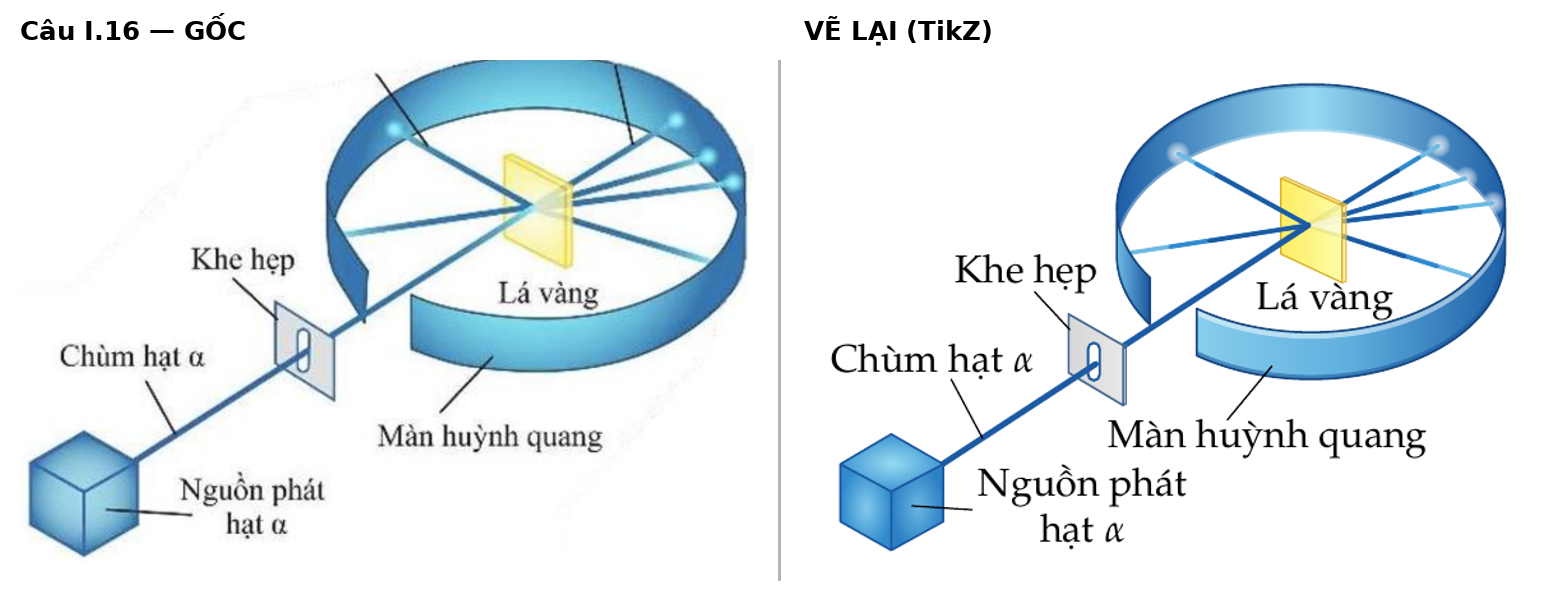 Câu I.16 — GỐC
Khe hẹp
Lá vàng
Chùm hạt α
Màn huỳnh quang
Nguồn phát
hạt α
VẼ LẠI (TikZ)
Khe hẹp
Lá vàng
Chùm hạt α
Màn huỳnh quang
Nguồn phát
hạt α